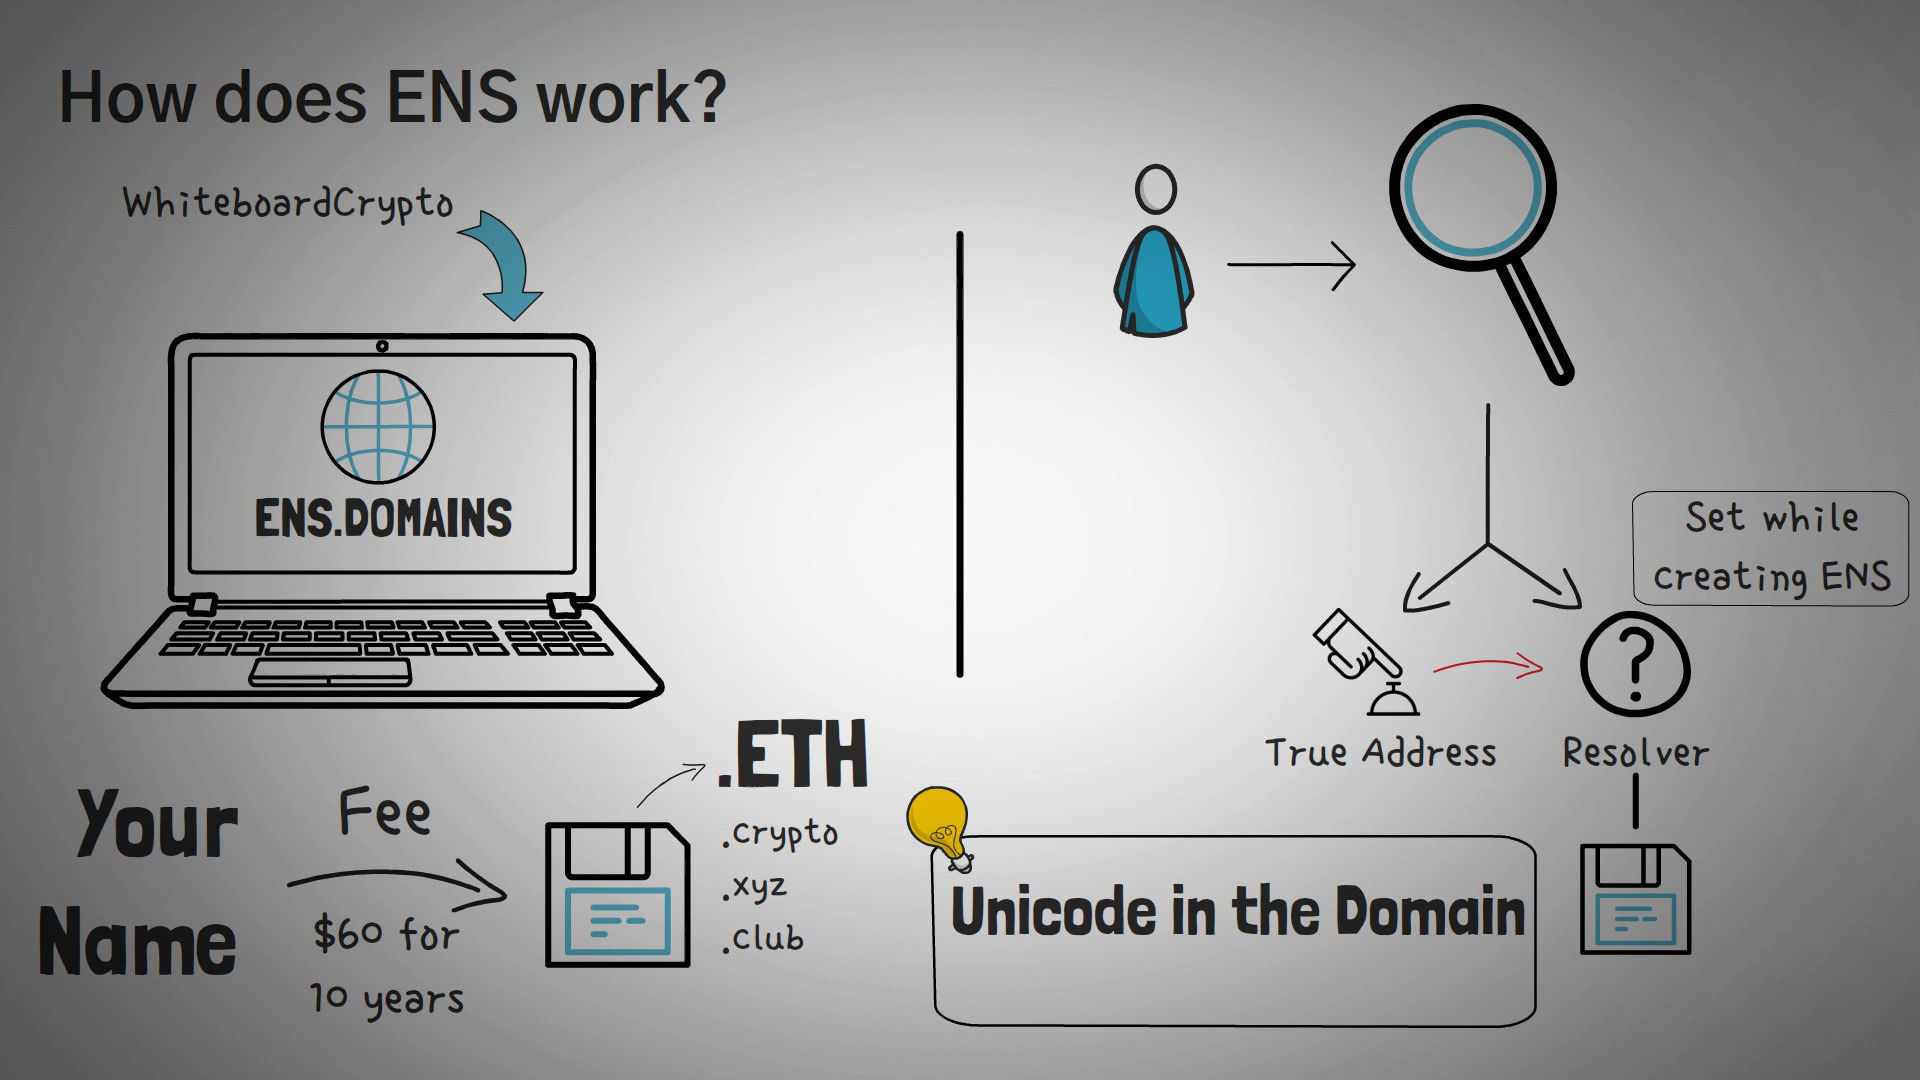 How does ENS work?
WhiteboardCrypto
ENS.DOMAINS
Your
Name
Fee
$60 for
10 years
.ETH
.crypto
.xyz
.club
Set while
creating ENS
?
True Address
Resolver
Unicode in the Domain